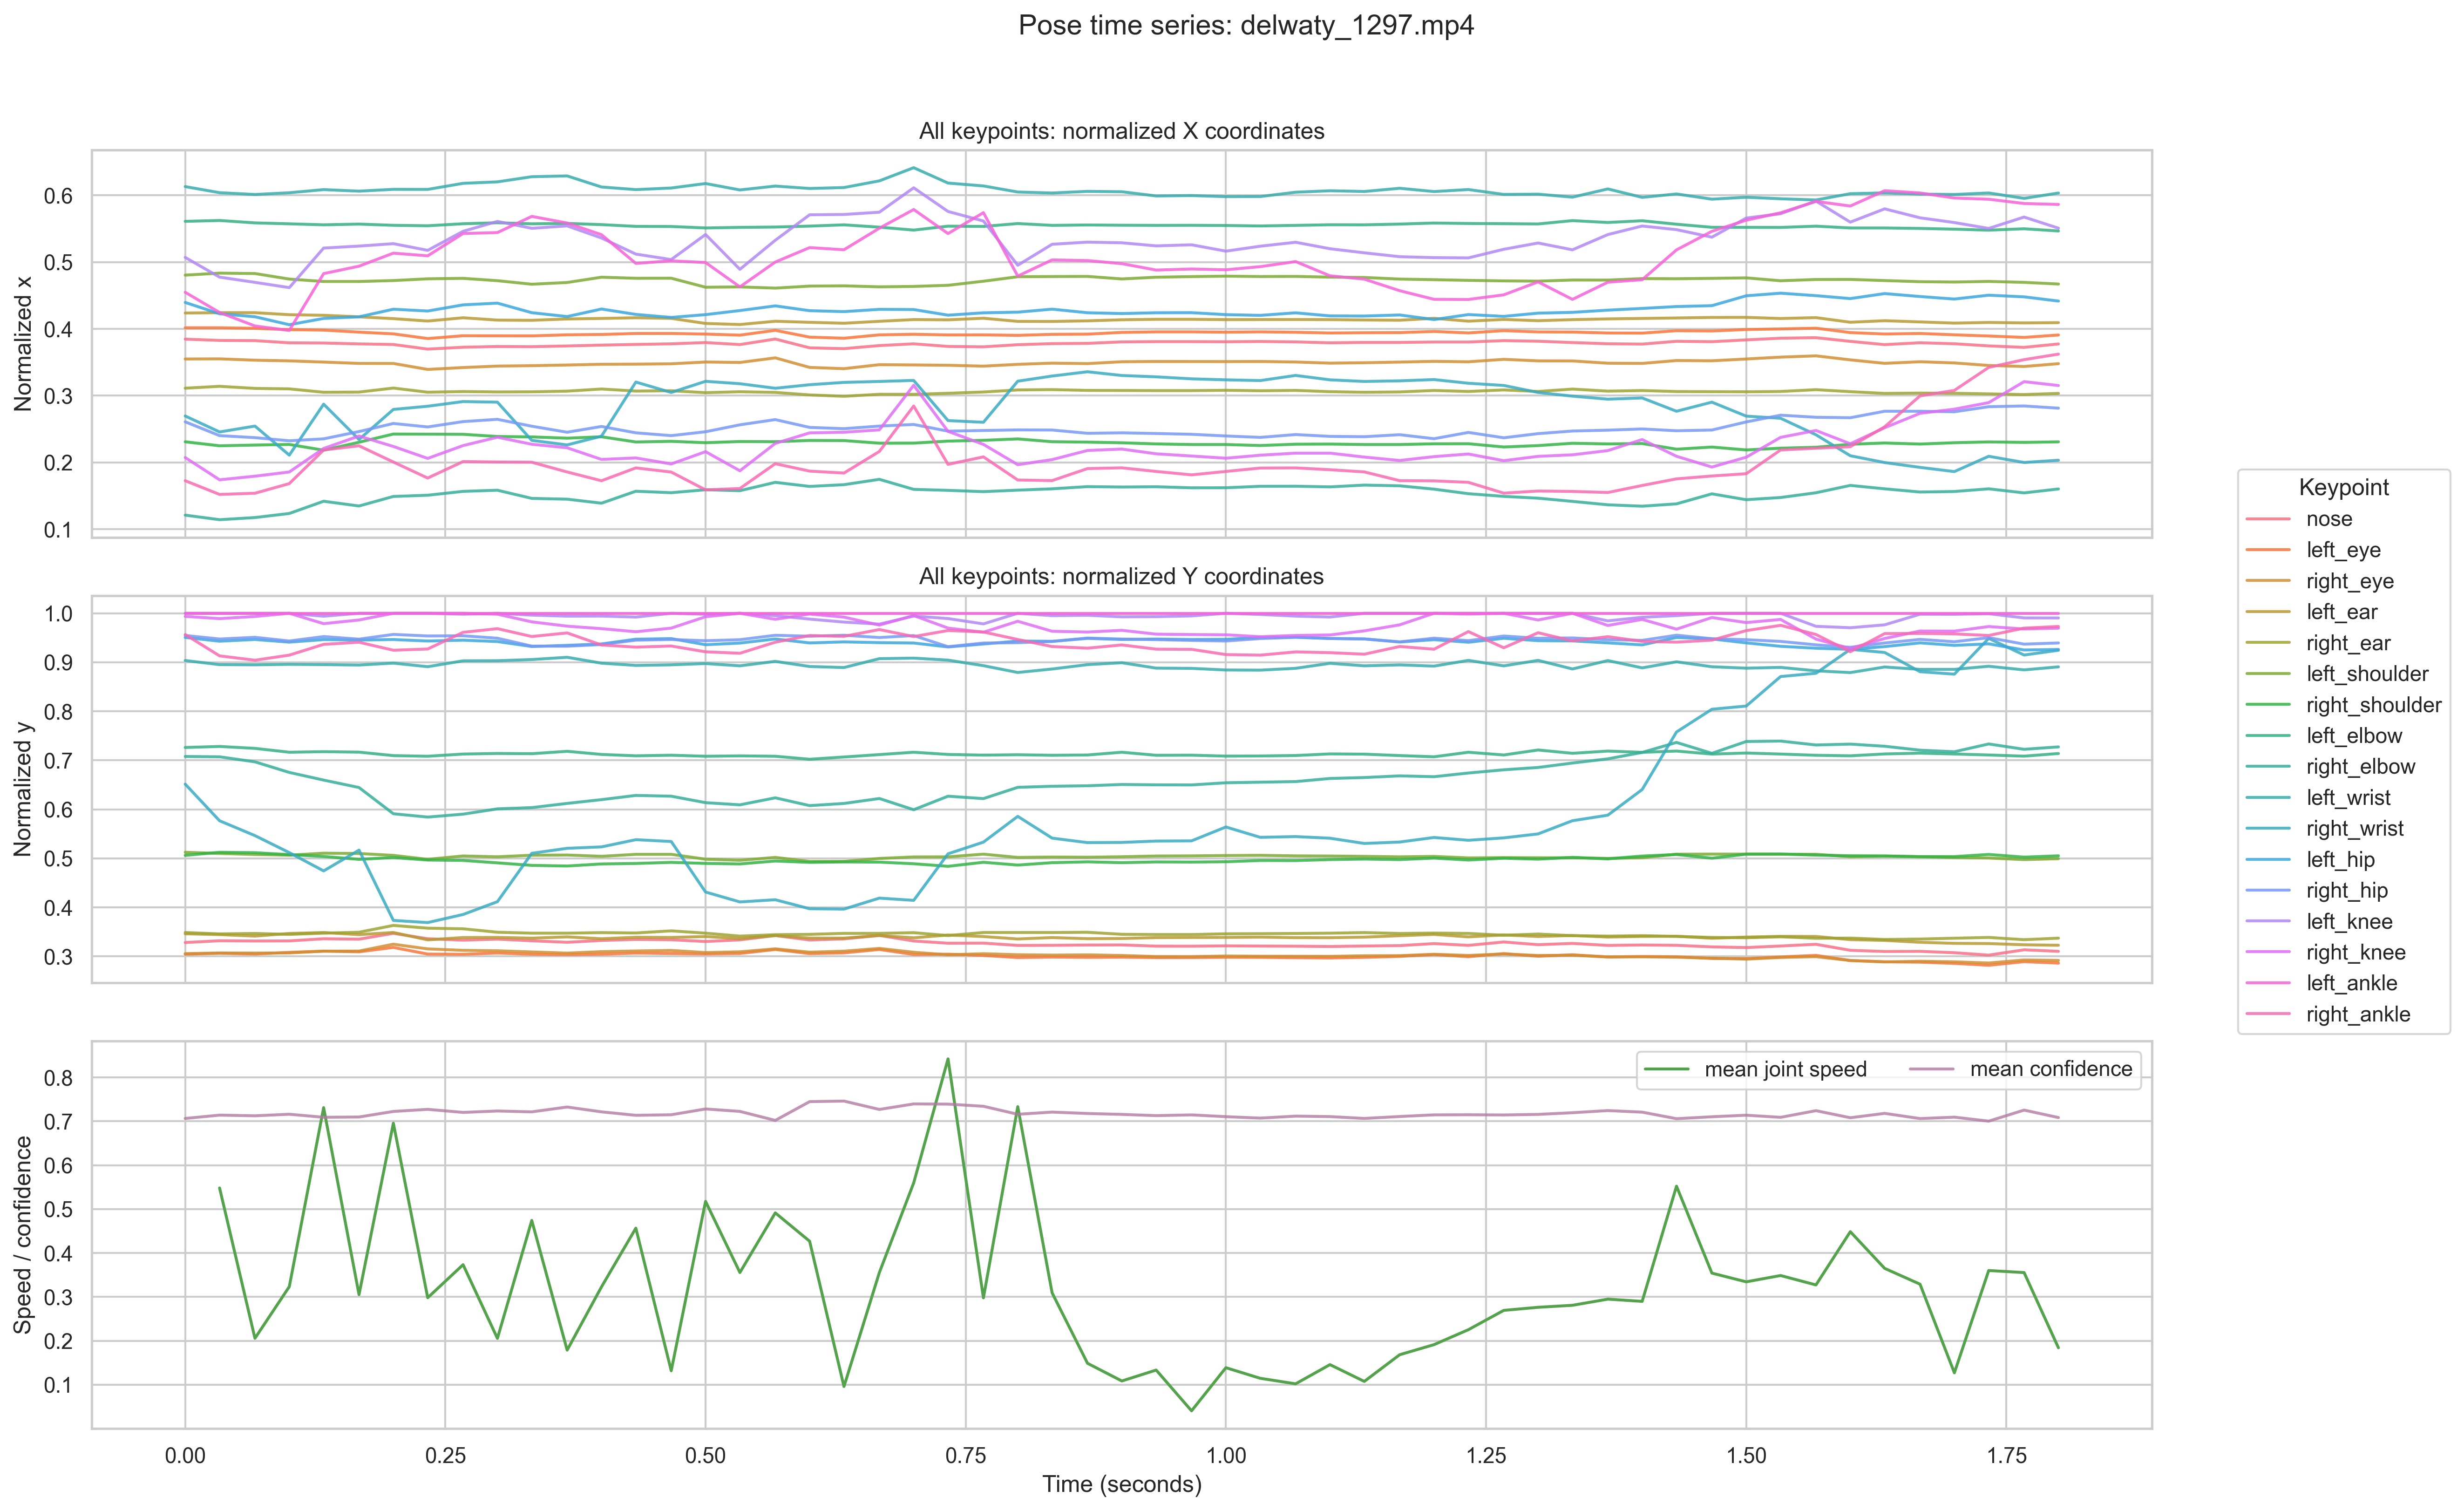 Pose time series: delwaty_1297.mp4
All keypoints: normalized X coordinates
Normalized x
0.6
0.5
0.4
0.3
0.2
0.1
All keypoints: normalized Y coordinates
Normalized y
1.0
0.9
0.8
0.7
0.6
0.5
0.4
0.3
Keypoint
nose
left_eye
right_eye
left_ear
right_ear
left_shoulder
right_shoulder
left_elbow
right_elbow
left_wrist
right_wrist
left_hip
right_hip
left_knee
right_knee
left_ankle
right_ankle
Speed / confidence
0.8
0.7
0.6
0.5
0.4
0.3
0.2
0.1
mean joint speed mean confidence
0.00 0.25 0.50 0.75 1.00 1.25 1.50 1.75
Time (seconds)